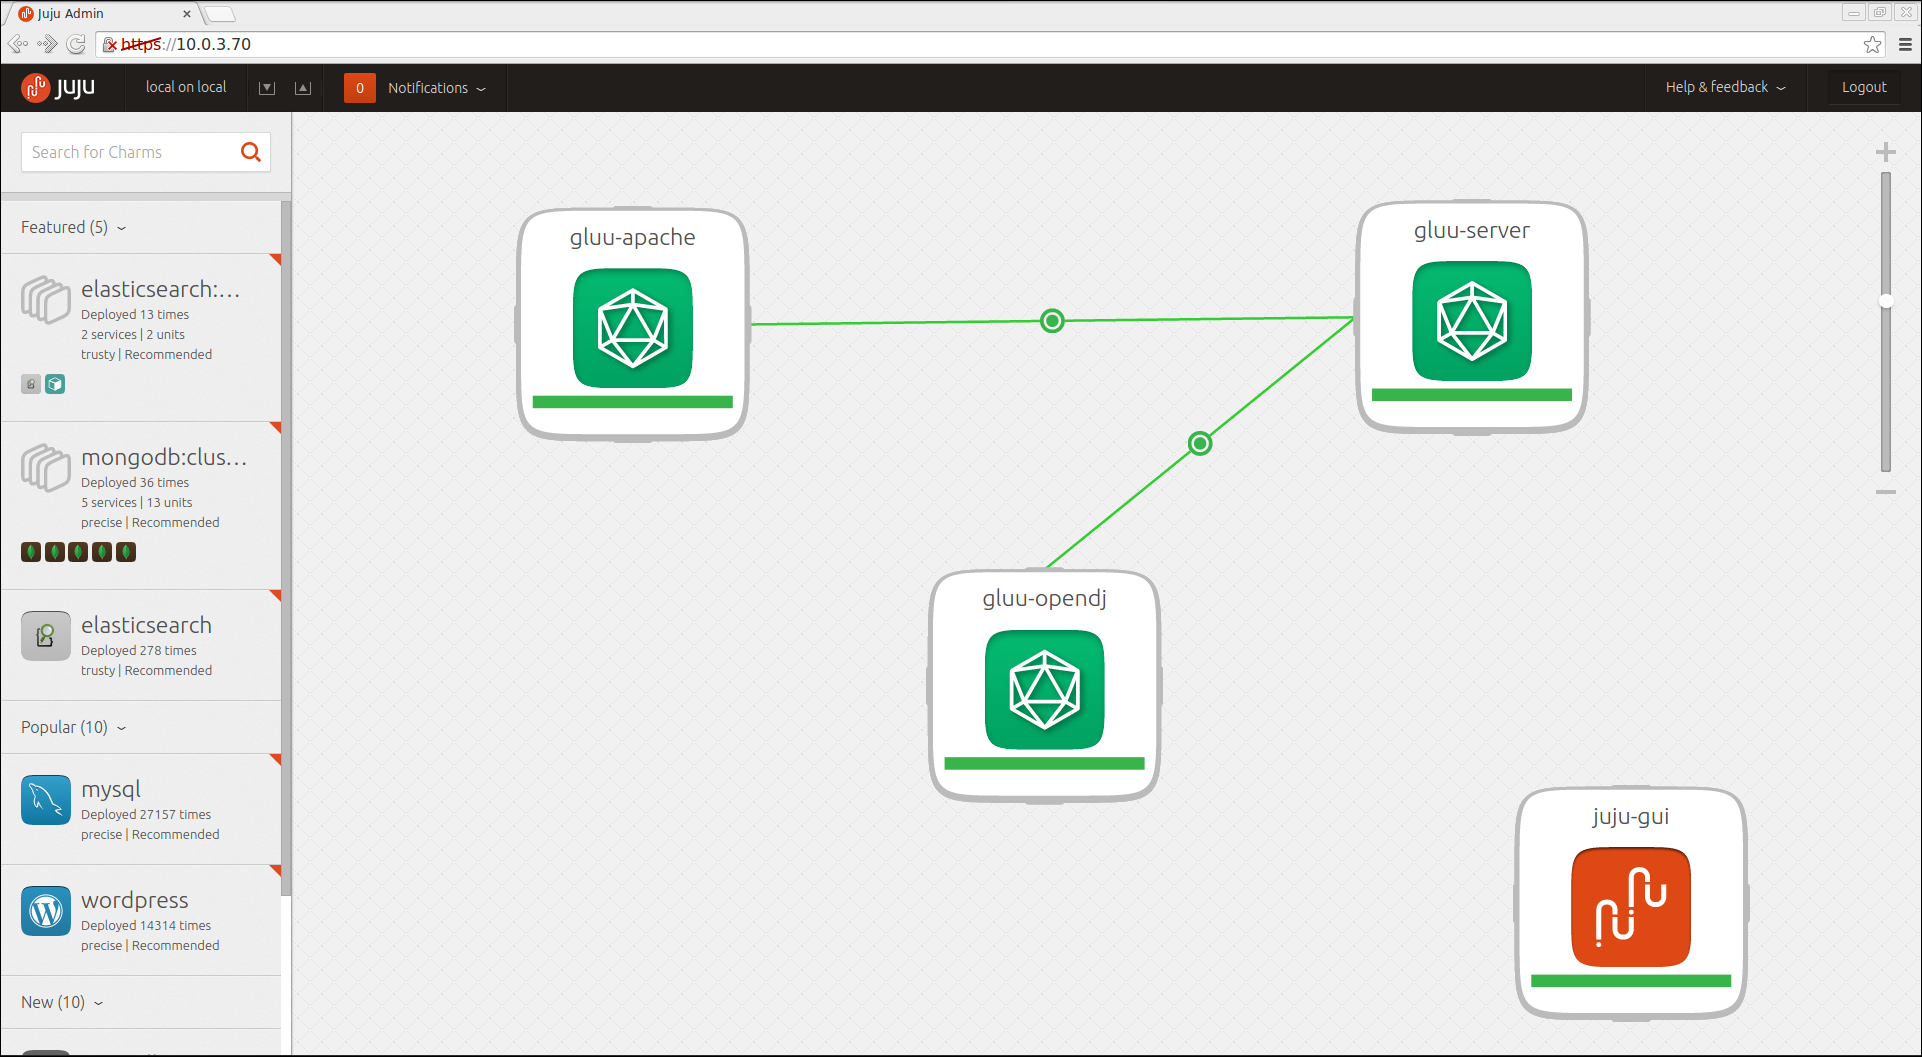 Juju Admin
https://10.0.3.70
juju
local on local
0
Notifications
Help & feedback
Logout
Search for Charms
Featured (5)
elasticsearch:...
Deployed 13 times
2 services | 2 units
trusty | Recommended
mongodb:clus...
Deployed 36 times
5 services | 13 units
precise | Recommended
elasticsearch
Deployed 278 times
trusty | Recommended
Popular (10)
mysql
Deployed 27157 times
precise | Recommended
wordpress
Deployed 14314 times
precise | Recommended
New (10)
gluu-apache
gluu-server
gluu-opendj
juju-gui